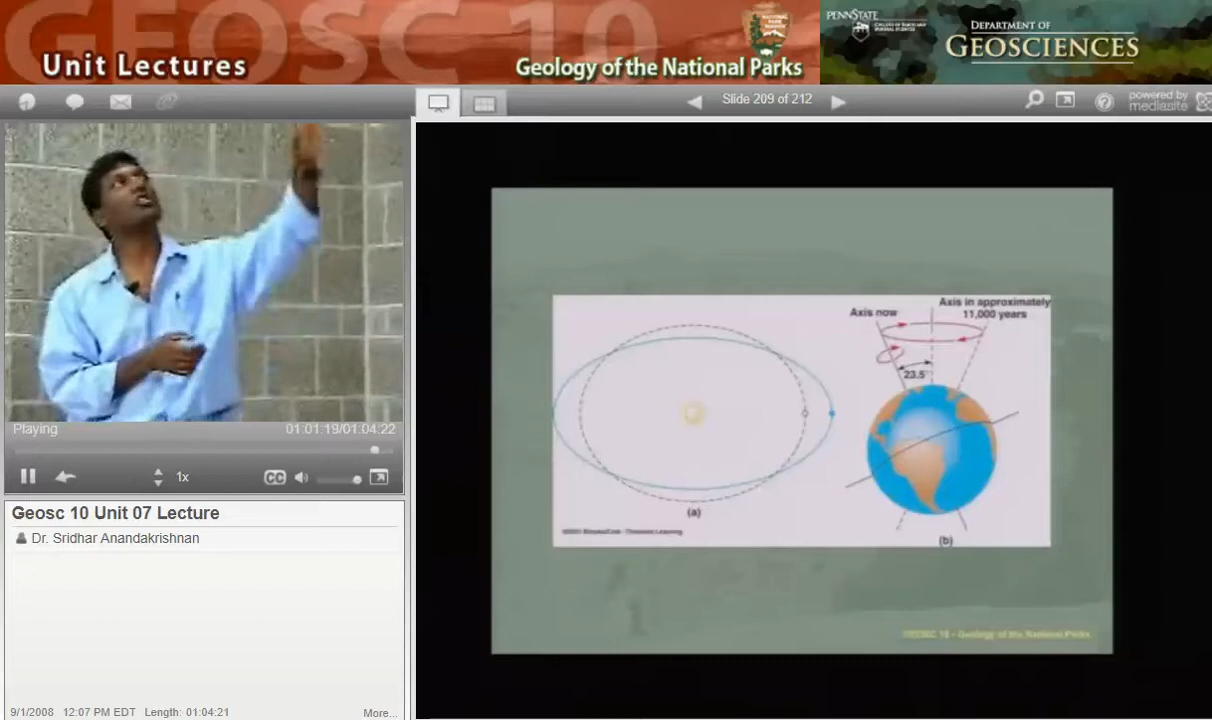 GEOSC 10
Unit Lectures
Geology of the National Parks
NATIONAL PARK SERVICE
PENNSTATE
DEPARTMENT OF
GEOSCIENCES
Slide 209 of 212
powered by
mediasite
Axis now
Axis in approximately
11,000 years
23.5°
(a)
(b)
GEOSC 10 - Geology of the National Parks
Playing
01:01:19/01:04:22
1x
CC
Geosc 10 Unit 07 Lecture
Dr. Sridhar Anandakrishnan
9/1/2008 12:07 PM EDT Length: 01:04:21
More...